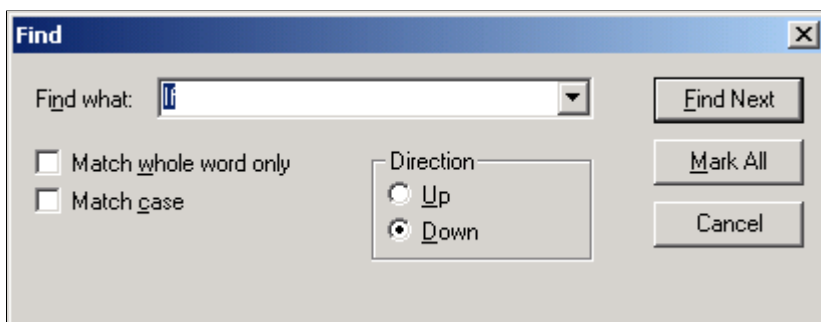 Find
Find what: If
Find Next
Match whole word only
Direction
Mark All
Match case
Up
Down
Cancel